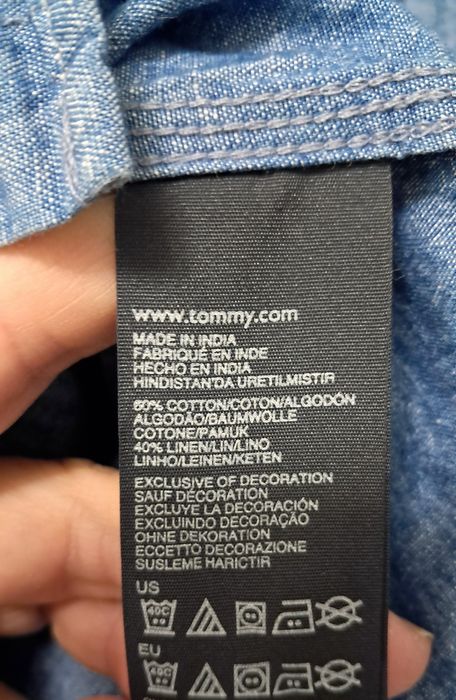 www.tommy.com
MADE IN INDIA
FABRIQUÉ EN INDE
HECHO EN INDIA
HINDISTAN'DA URETILMISTIR
60% COTTON/COTON/ALGODÓN
ALGODÃO/BAUMWOLLE
COTONE/PAMUK
40% LINEN/LIN/LINO
LINHO/LEINEN/KETEN
EXCLUSIVE OF DECORATION
SAUF DÉCORATION
EXCLUYE LA DECORACIÓN
EXCLUINDO DECORAÇÃO
OHNE DEKORATION
ECCETTO DECORAZIONE
SUSLEME HARICTIR
US
40C
EU
40C